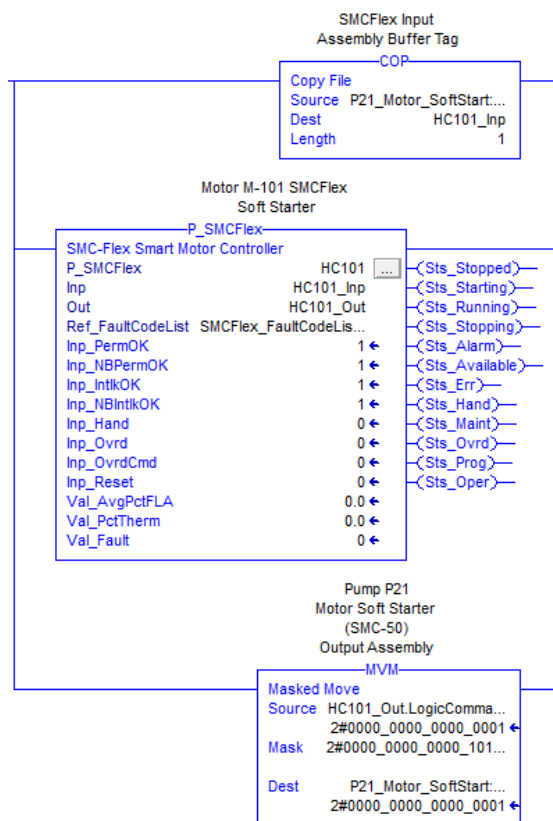 SMCFlex Input
Assembly Buffer Tag
COP
Copy File
Source P21_Motor_SoftStart:...
Dest HC101_Inp
Length 1
Motor M-101 SMCFlex
Soft Starter
P_SMCFlex
SMC-Flex Smart Motor Controller
P_SMCFlex HC101 ...
Inp HC101_Inp
Out HC101_Out
Ref_FaultCodeList SMCFlex_FaultCodeLis...
Inp_PermOK 1
Inp_NBPermOK 1
Inp_IntlkOK 1
Inp_NBIntlkOK 1
Inp_Hand 0
Inp_Ovrd 0
Inp_OvrdCmd 0
Inp_Reset 0
Val_AvgPctFLA 0.0
Val_PctTherm 0.0
Val_Fault 0
Sts_Stopped
Sts_Starting
Sts_Running
Sts_Stopping
Sts_Alarm
Sts_Available
Sts_Err
Sts_Hand
Sts_Maint
Sts_Ovrd
Sts_Prog
Sts_Oper
Pump P21
Motor Soft Starter
(SMC-50)
Output Assembly
MVM
Masked Move
Source HC101_Out.LogicComma...
2#0000_0000_0000_0001
Mask 2#0000_0000_0000_101...
Dest P21_Motor_SoftStart:...
2#0000_0000_0000_0001